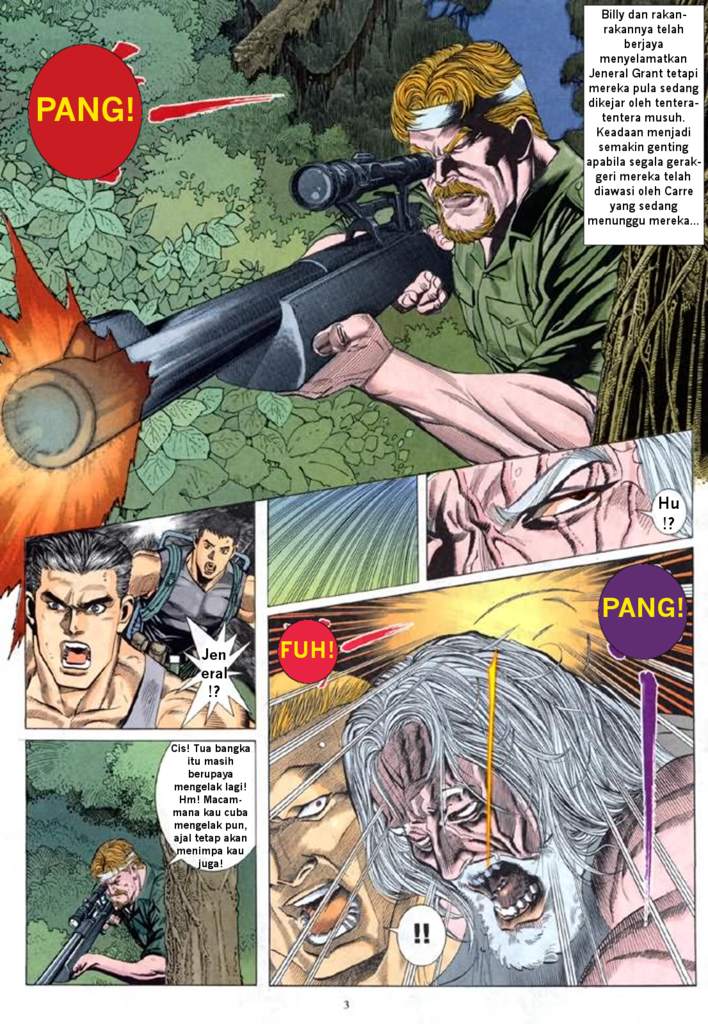 PANG!
Billy dan rakan-
rakannya telah
berjaya
menyelamatkan
Jeneral Grant tetapi
mereka pula sedang
dikejar oleh tentera-
tentera musuh.
Keadaan menjadi
semakin genting
apabila segala gerak-
geri mereka telah
diawasi oleh Carre
yang sedang
menunggu mereka...
Hu
!?
Jen
eral
!?
FUH!
PANG!
!!
Cis! Tua bangka
itu masih
berupaya
mengelak lagi!
Hm! Macam-
mana kau cuba
mengelak pun,
ajal tetap akan
menimpa kau
juga!
3